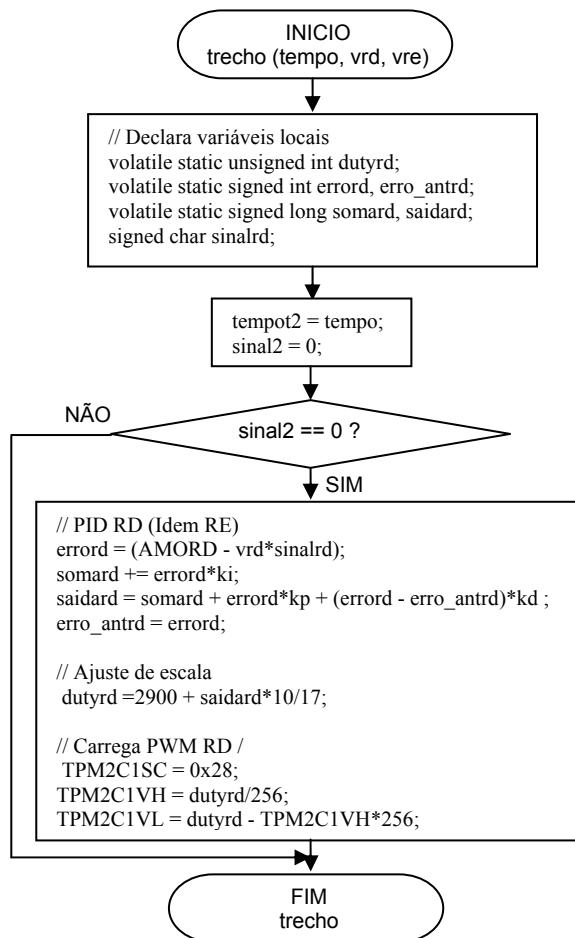 INICIO
trecho (tempo, vrd, vre)
// Declara variáveis locais
volatile static unsigned int dutyrd;
volatile static signed int errord, erro_antrd;
volatile static signed long somard, saidard;
signed char sinalrd;
tempot2 = tempo;
sinal2 = 0;
NÃO
sinal2 == 0 ?
SIM
// PID RD (Idem RE)
errord = (AMORD - vrd*sinalrd);
somard += errord*ki;
saidard = somard + errord*kp + (errord - erro_antrd)*kd ;
erro_antrd = errord;
// Ajuste de escala
dutyrd =2900 + saidard*10/17;
// Carrega PWM RD /
TPM2C1SC = 0x28;
TPM2C1VH = dutyrd/256;
TPM2C1VL = dutyrd - TPM2C1VH*256;
FIM
trecho